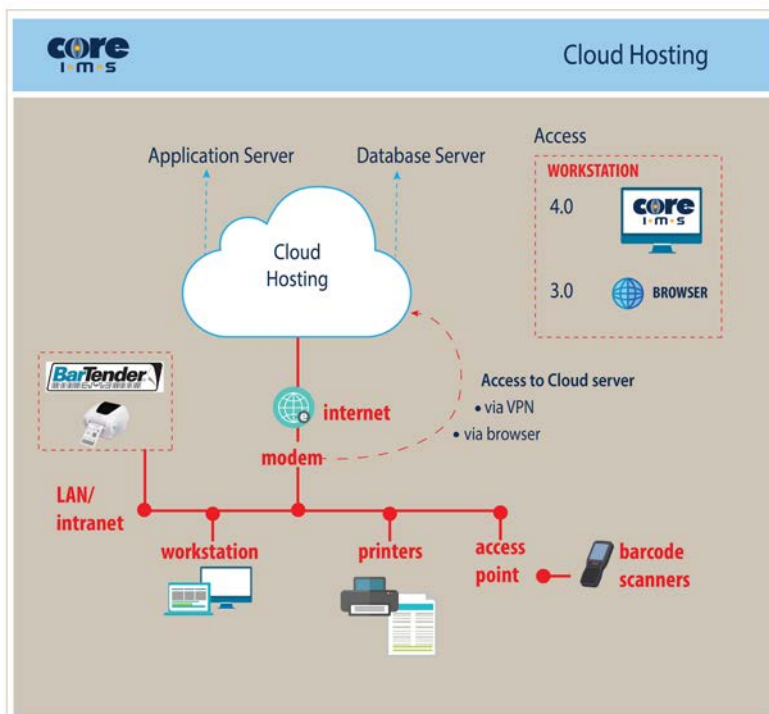 core
I•M•S
Cloud Hosting
Application Server
Database Server
Access
WORKSTATION
4.0
core
I•M•S
3.0
BROWSER
Cloud
Hosting
BarTender
e
internet
Access to Cloud server
• via VPN
• via browser
modem
LAN/
intranet
workstation
printers
access
point
barcode
scanners